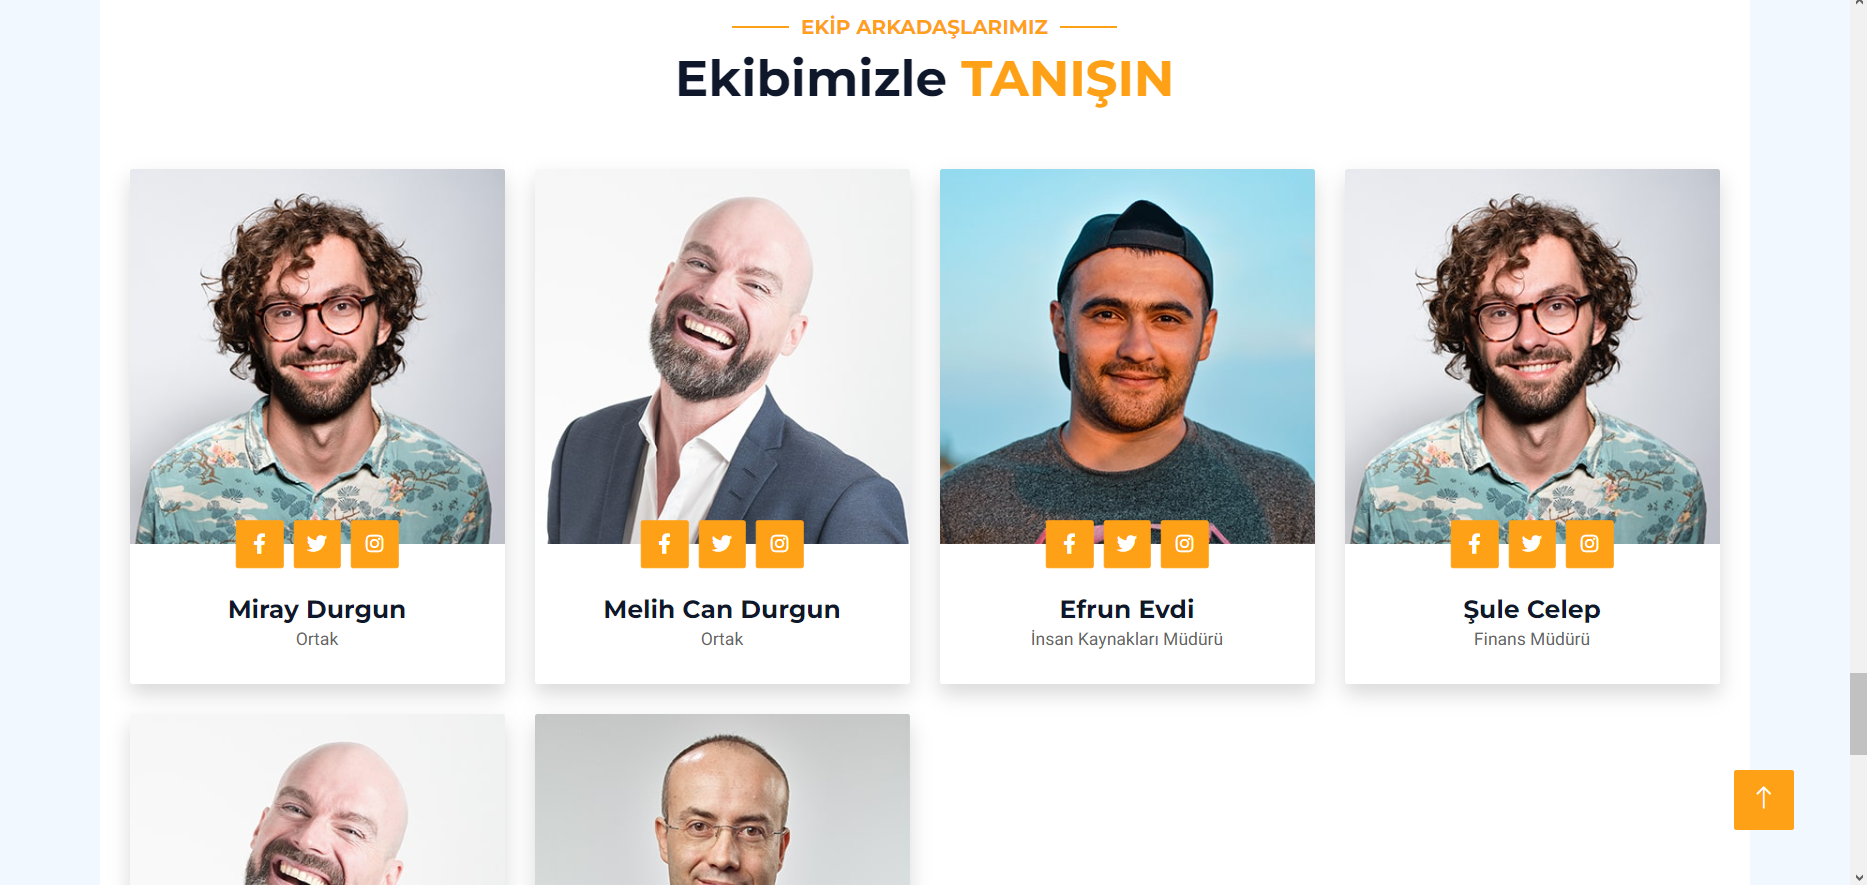 EKİP ARKADAŞLARIMIZ
Ekibimizle TANIŞIN
Miray Durgun
Ortak
Melih Can Durgun
Ortak
Efrun Evdi
İnsan Kaynakları Müdürü
Şule Celep
Finans Müdürü